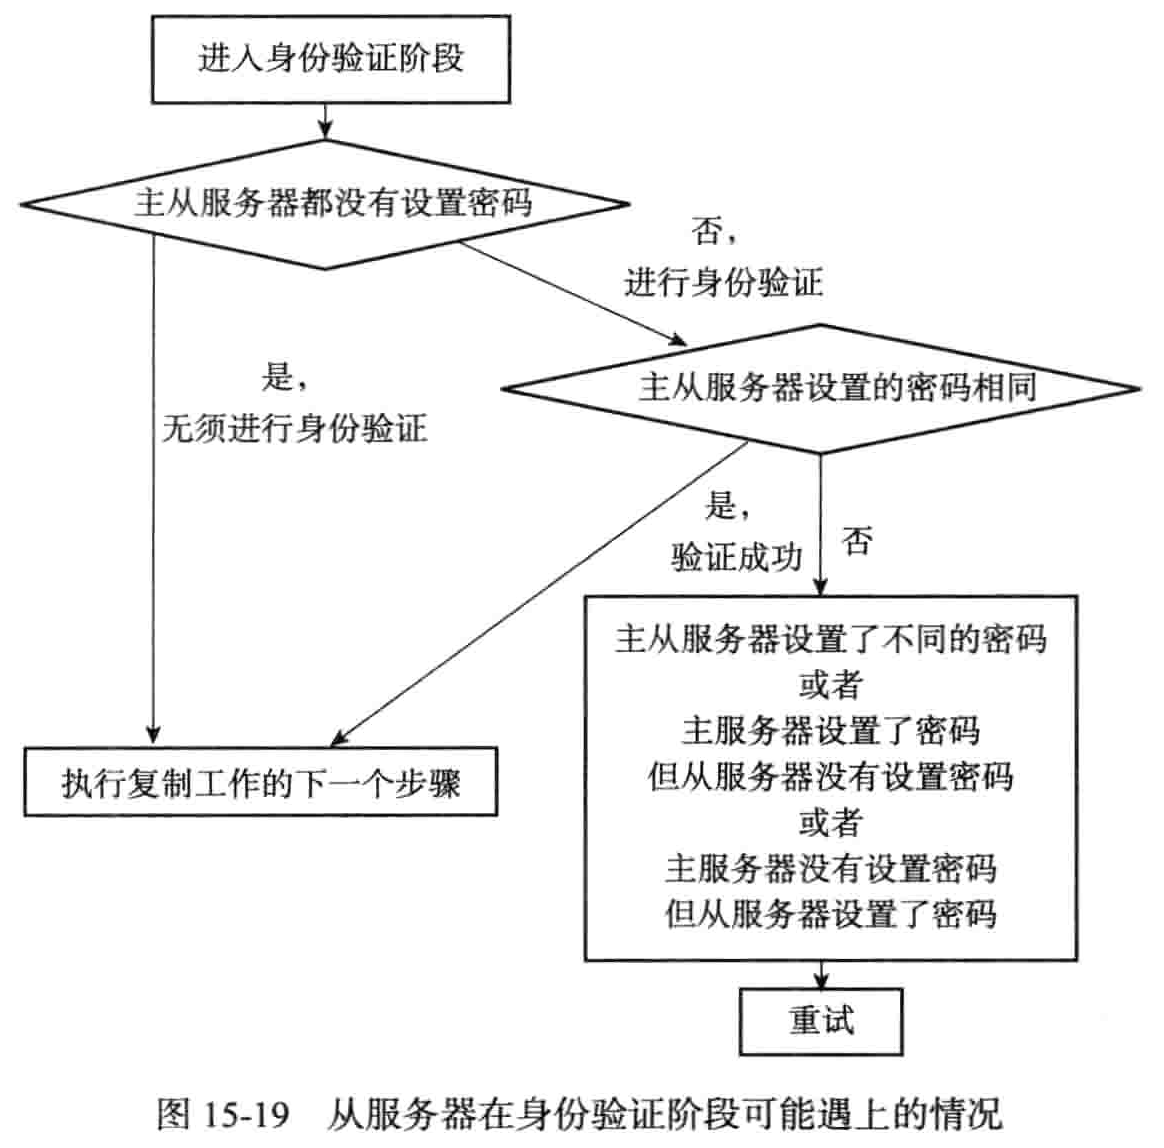 进入身份验证阶段
主从服务器都没有设置密码
否，
进行身份验证
是，
无须进行身份验证
主从服务器设置的密码相同
是，
验证成功
否
主从服务器设置了不同的密码
或者
主服务器设置了密码
但从服务器没有设置密码
或者
主服务器没有设置密码
但从服务器设置了密码
执行复制工作的下一个步骤
重试
图 15-19 从服务器在身份验证阶段可能遇上的情况